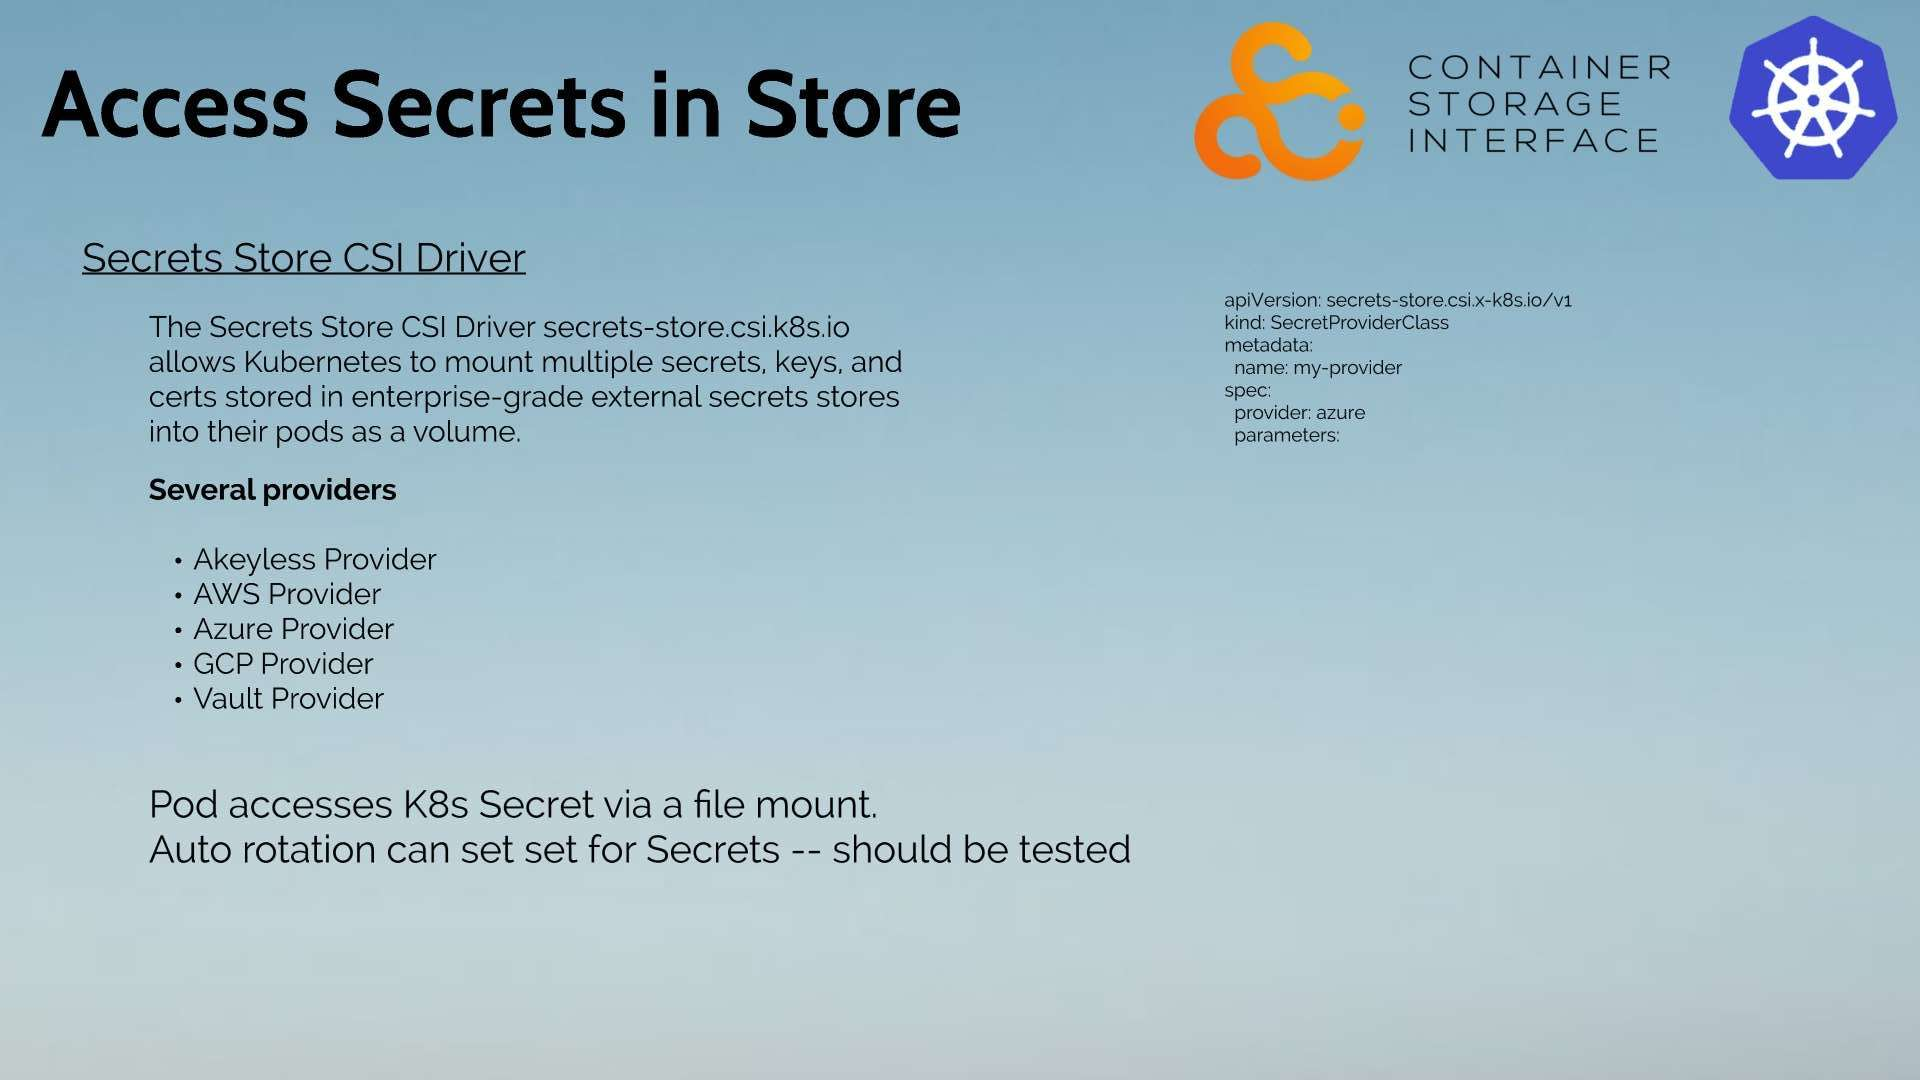 Access Secrets in Store
CONTAINER
STORAGE
INTERFACE
Secrets Store CSI Driver
The Secrets Store CSI Driver secrets-store.csi.k8s.io
allows Kubernetes to mount multiple secrets, keys, and
certs stored in enterprise-grade external secrets stores
into their pods as a volume.
Several providers
• Akeyless Provider
• AWS Provider
• Azure Provider
• GCP Provider
• Vault Provider
Pod accesses K8s Secret via a file mount.
Auto rotation can set set for Secrets -- should be tested
apiVersion: secrets-store.csi.x-k8s.io/v1
kind: SecretProviderClass
metadata:
  name: my-provider
spec:
  provider: azure
  parameters: